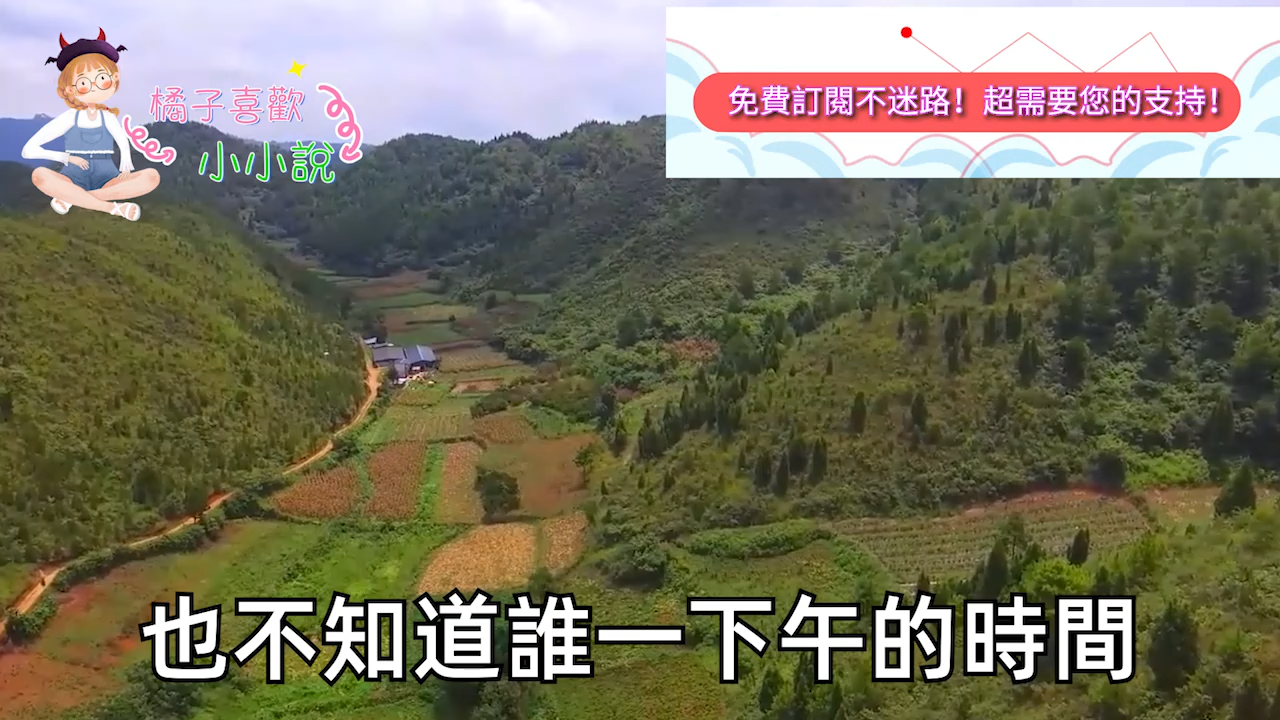 橘子喜歡
小小說
免費訂閱不迷路！超需要您的支持！
也不知道誰一下午的時間